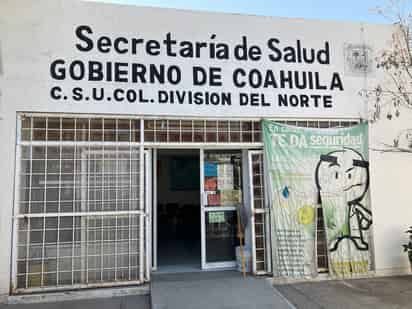 Secretaría de Salud
GOBIERNO DE COAHUILA
C.S.U.COL.DIVISION DEL NORTE
TE DA seguridad